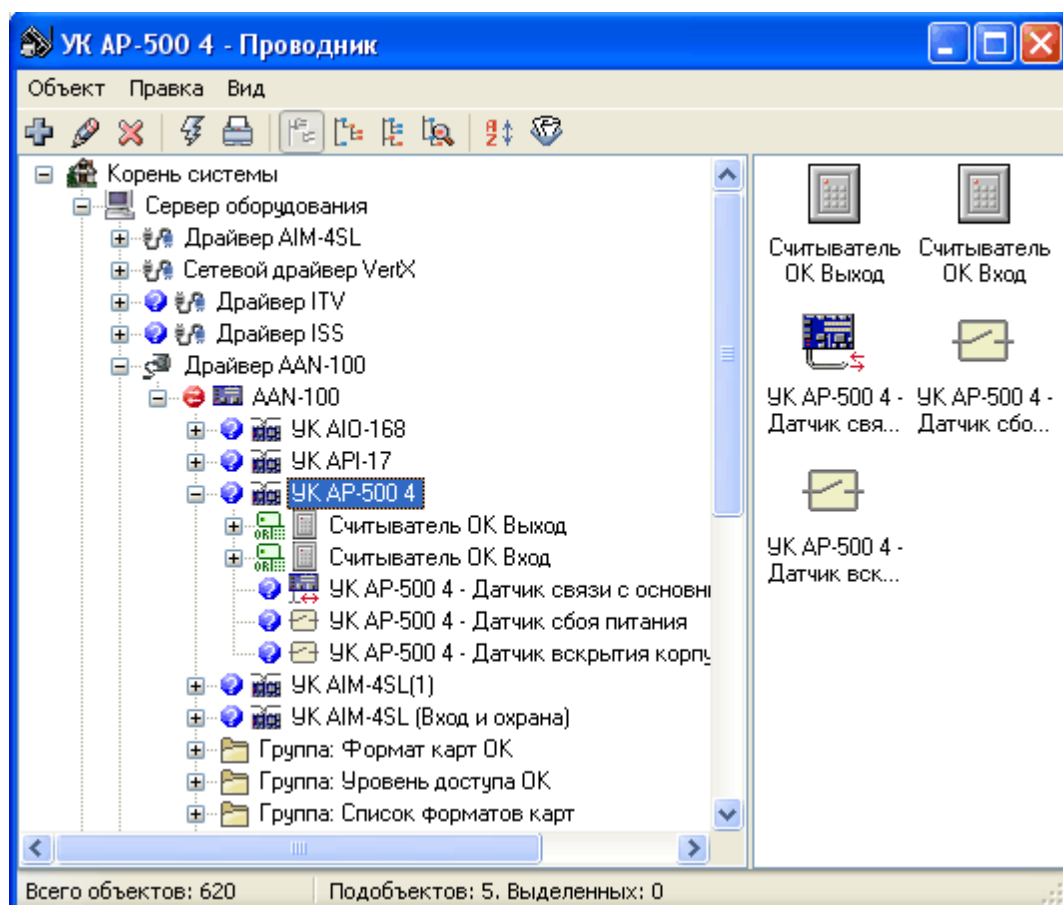 УК АР-500 4 - Проводник
Объект Правка Вид
Корень системы
Сервер оборудования
Драйвер AIM-4SL
Сетевой драйвер VertX
Драйвер ITV
Драйвер ISS
Драйвер AAN-100
AAN-100
УК AIO-168
УК API-17
УК АР-500 4
Считыватель ОК Выход
Считыватель ОК Вход
УК АР-500 4 - Датчик связи с основн
УК АР-500 4 - Датчик сбоя питания
УК АР-500 4 - Датчик вскрытия корпу
УК AIM-4SL(1)
УК AIM-4SL (Вход и охрана)
Группа: Формат карт ОК
Группа: Уровень доступа ОК
Группа: Список форматов карт
Считыватель
ОК Выход
Считыватель
ОК Вход
УК АР-500 4 -
Датчик свя...
УК АР-500 4 -
Датчик сбо...
УК АР-500 4 -
Датчик вск...
Всего объектов: 620
Подобъектов: 5. Выделенных: 0